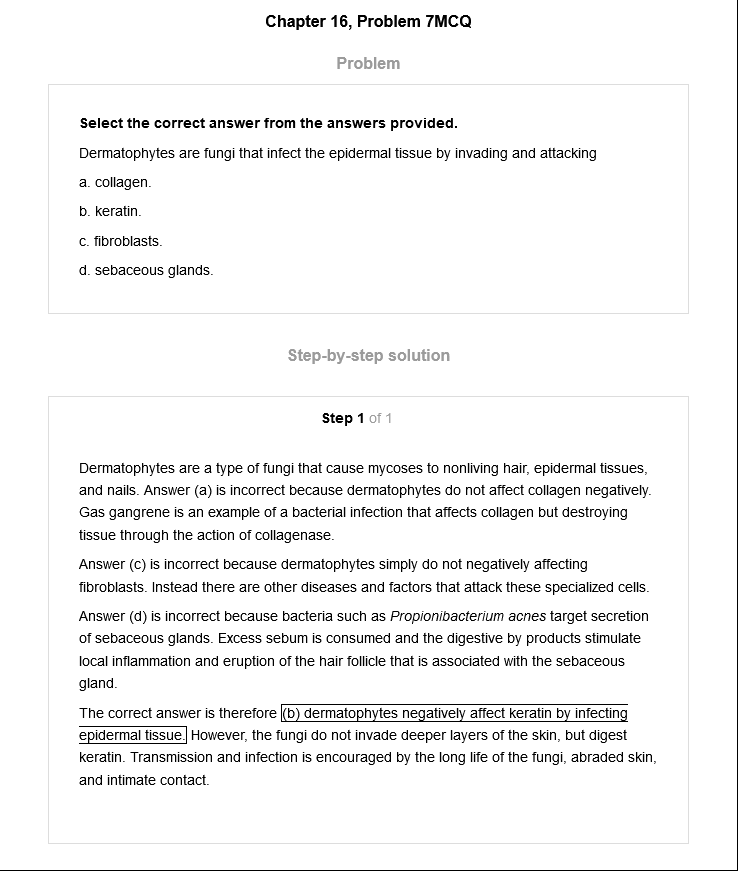 Chapter 16, Problem 7MCQ
Problem
Select the correct answer from the answers provided.
Dermatophytes are fungi that infect the epidermal tissue by invading and attacking
a. collagen.
b. keratin.
c. fibroblasts.
d. sebaceous glands.
Step-by-step solution
Step 1 of 1
Dermatophytes are a type of fungi that cause mycoses to nonliving hair, epidermal tissues,
and nails. Answer (a) is incorrect because dermatophytes do not affect collagen negatively.
Gas gangrene is an example of a bacterial infection that affects collagen but destroying
tissue through the action of collagenase.
Answer (c) is incorrect because dermatophytes simply do not negatively affecting
fibroblasts. Instead there are other diseases and factors that attack these specialized cells.
Answer (d) is incorrect because bacteria such as Propionibacterium acnes target secretion
of sebaceous glands. Excess sebum is consumed and the digestive by products stimulate
local inflammation and eruption of the hair follicle that is associated with the sebaceous
gland.
The correct answer is therefore (b) dermatophytes negatively affect keratin by infecting
epidermal tissue. However, the fungi do not invade deeper layers of the skin, but digest
keratin. Transmission and infection is encouraged by the long life of the fungi, abraded skin,
and intimate contact.